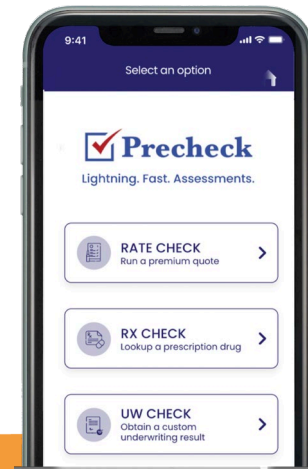 9:41
Select an option
Precheck
Lightning. Fast. Assessments.
RATE CHECK
Run a premium quote
RX CHECK
Lookup a prescription drug
UW CHECK
Obtain a custom
underwriting result